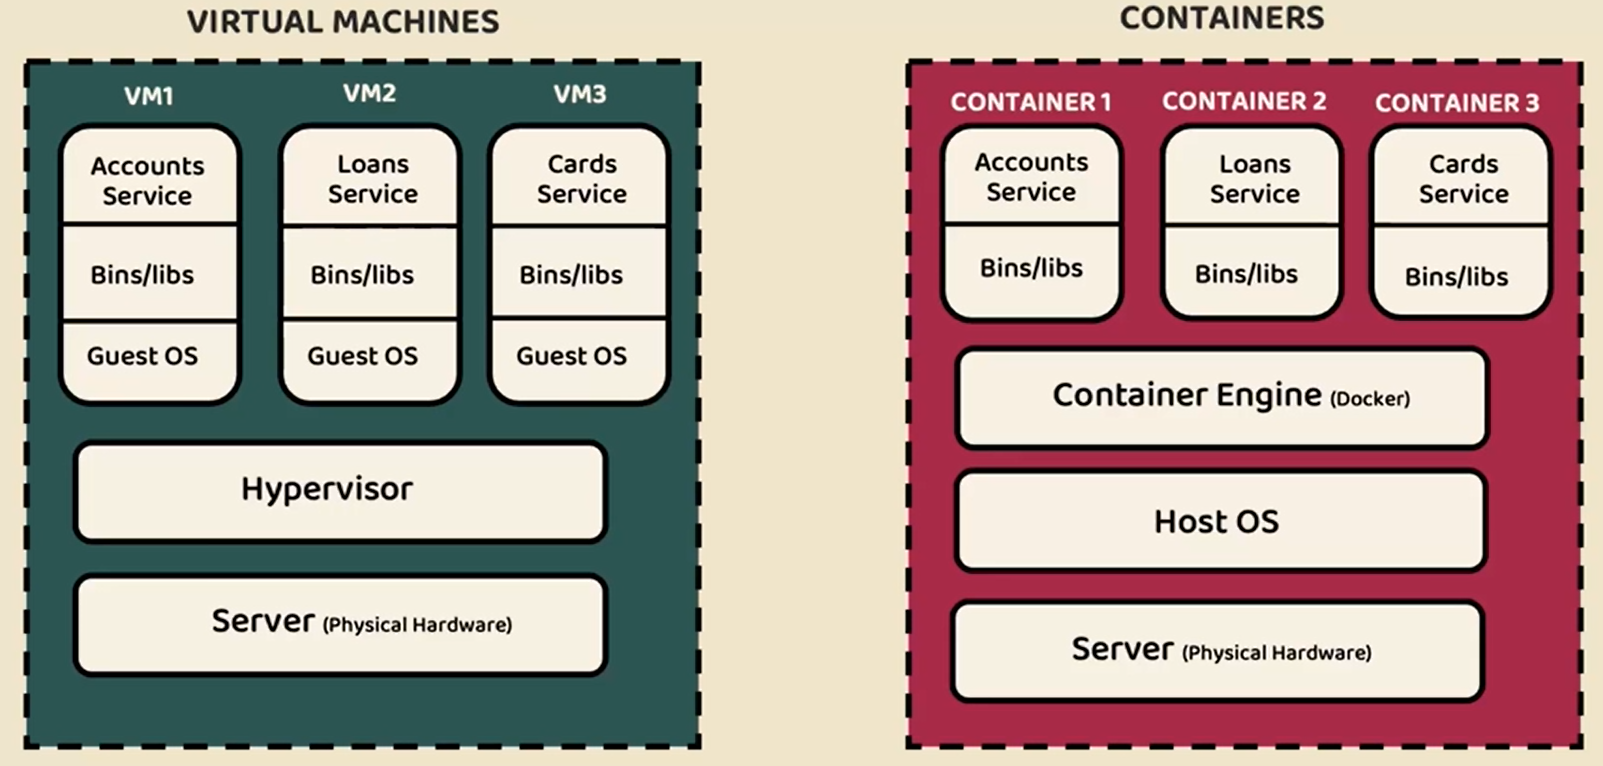 VIRTUAL MACHINES
VM1
VM2
VM3
Accounts
Service
Loans
Service
Cards
Service
Bins/libs
Bins/libs
Bins/libs
Guest OS
Guest OS
Guest OS
Hypervisor
Server (Physical Hardware)
CONTAINERS
CONTAINER 1
CONTAINER 2
CONTAINER 3
Accounts
Service
Loans
Service
Cards
Service
Bins/libs
Bins/libs
Bins/libs
Container Engine (Docker)
Host OS
Server (Physical Hardware)